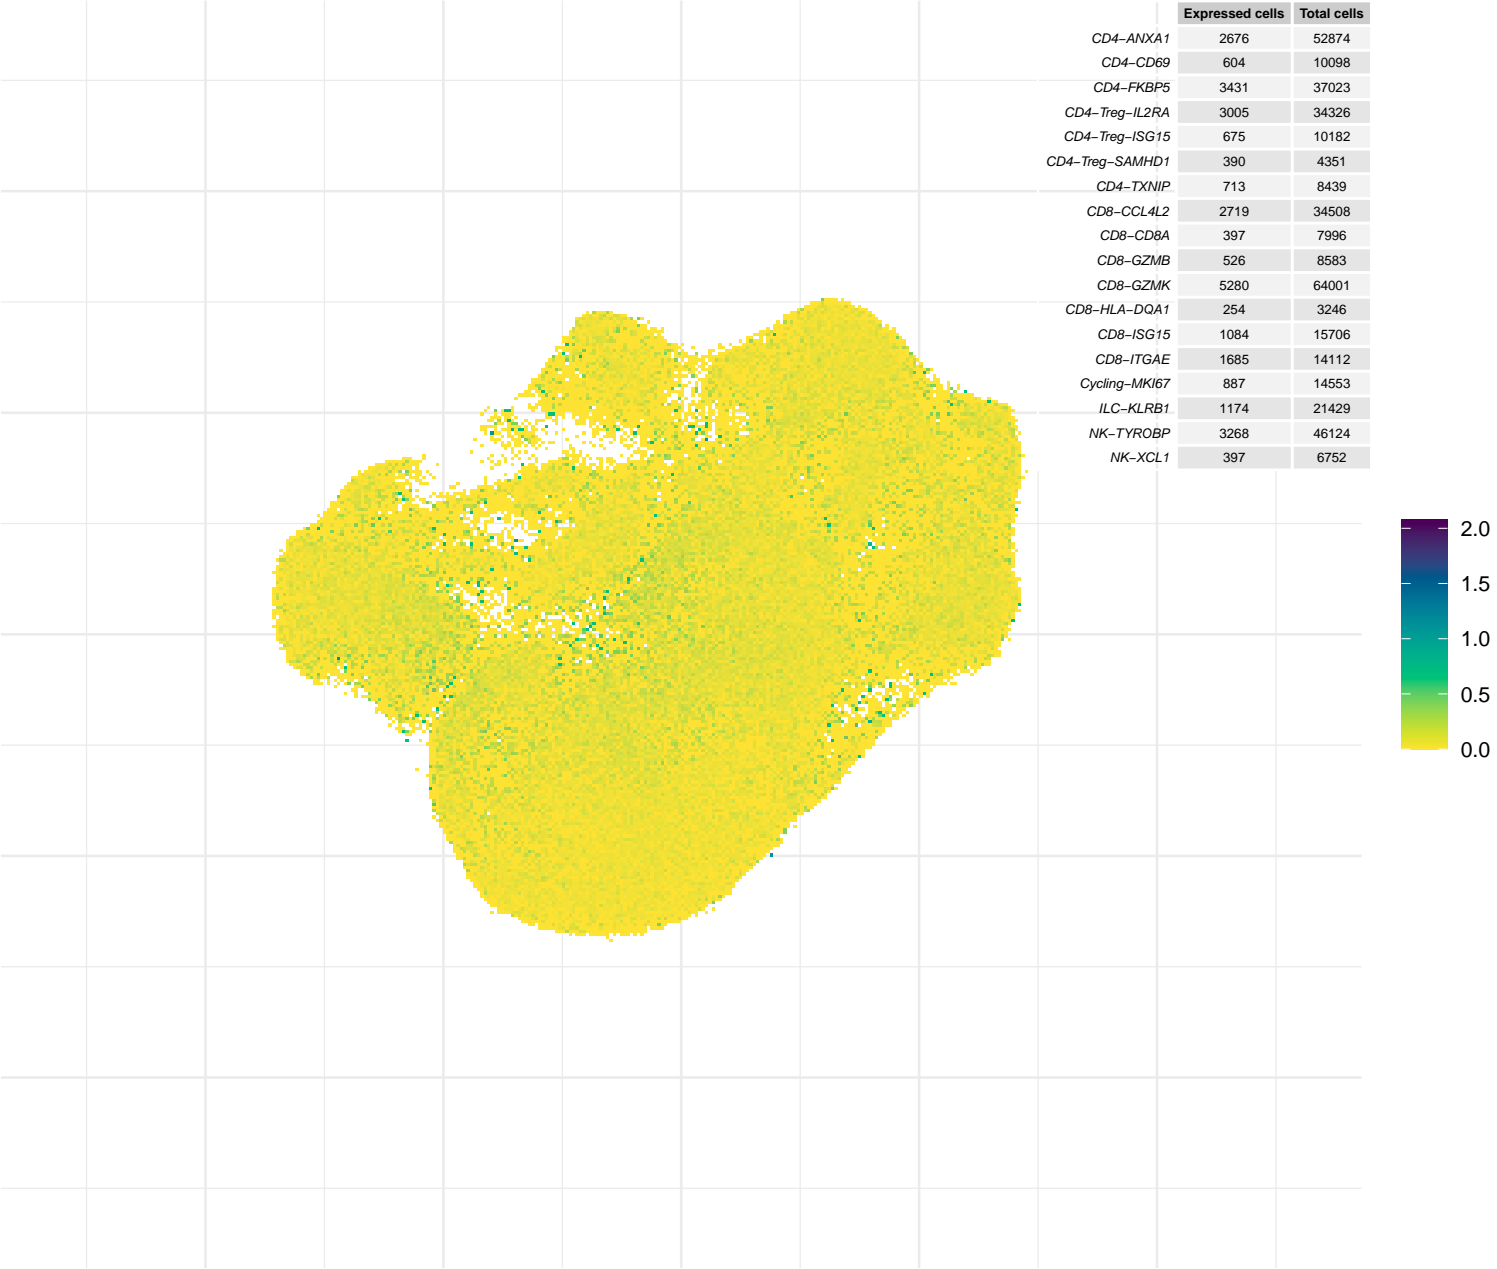 Expressed cells Total cells
CD4−ANXA1 2676 52874
CD4−CD69 604 10098
CD4−FKBP5 3431 37023
CD4−Treg−IL2RA 3005 34326
CD4−Treg−ISG15 675 10182
CD4−Treg−SAMHD1 390 4351
CD4−TXNIP 713 8439
CD8−CCL4L2 2719 34508
CD8−CD8A 397 7996
CD8−GZMB 526 8583
CD8−GZMK 5280 64001
CD8−HLA−DQA1 254 3246
CD8−ISG15 1084 15706
CD8−ITGAE 1685 14112
Cycling−MKI67 887 14553
ILC−KLRB1 1174 21429
NK−TYROBP 3268 46124
NK−XCL1 397 6752
2.0
1.5
1.0
0.5
0.0